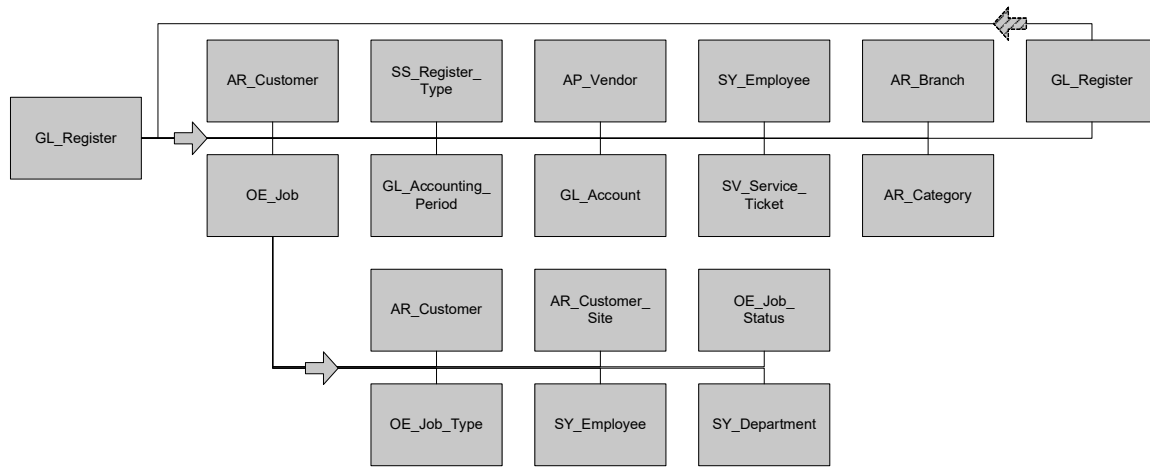 AR_Customer
SS_Register_
Type
AP_Vendor
SY_Employee
AR_Branch
GL_Register
GL_Register
OE_Job
GL_Accounting_
Period
GL_Account
SV_Service_
Ticket
AR_Category
AR_Customer
AR_Customer_
Site
OE_Job_
Status
OE_Job_Type
SY_Employee
SY_Department